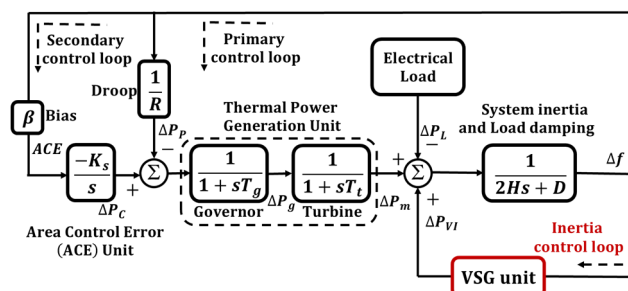 Secondary
control loop
Primary
control loop
Electrical
Load
Droop
1
R
β
Bias
ACE
ΔP_P
−
Thermal Power
Generation Unit
ΔP_L
−
System inertia
and Load damping
−K_s
s
+
Σ
1
1 + sT_g
1
1 + sT_t
+
Σ
1
2Hs + D
Δf
ΔP_C
Governor
ΔP_g
Turbine
ΔP_m
+
ΔP_VI
Area Control Error
(ACE) Unit
Inertia
control loop
VSG unit